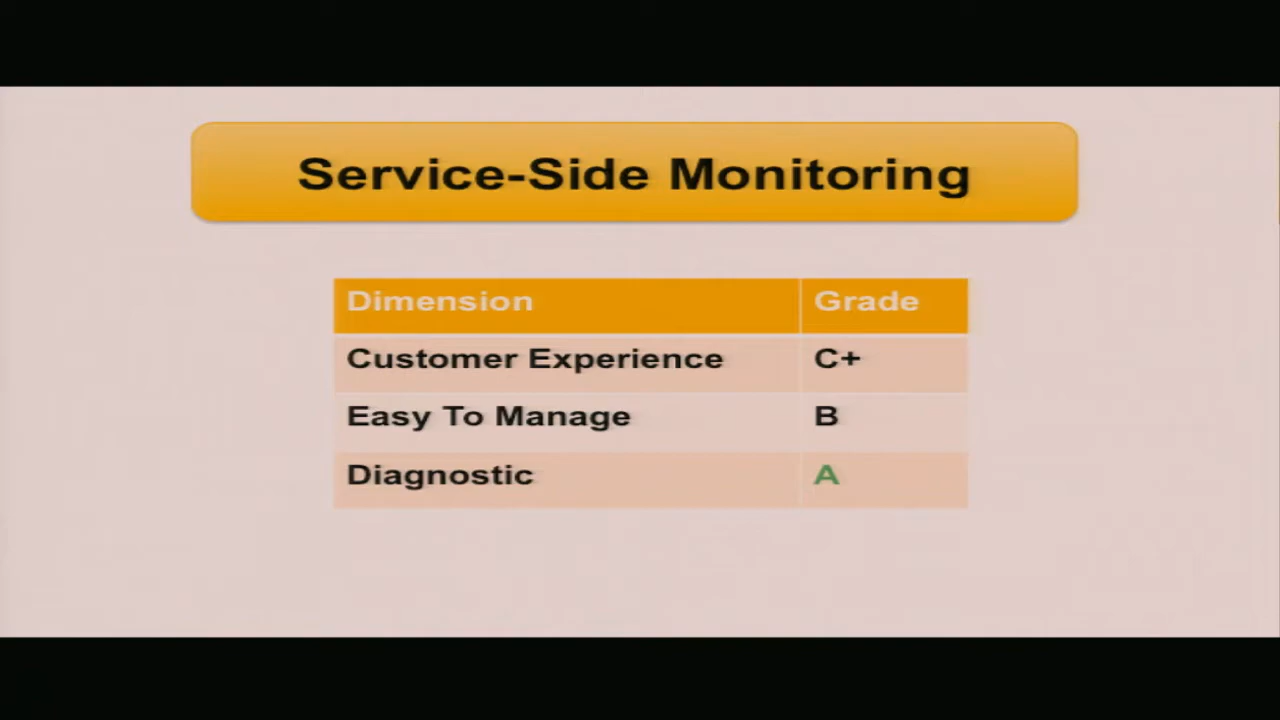 Service-Side Monitoring
Dimension Grade
Customer Experience C+
Easy To Manage B
Diagnostic A